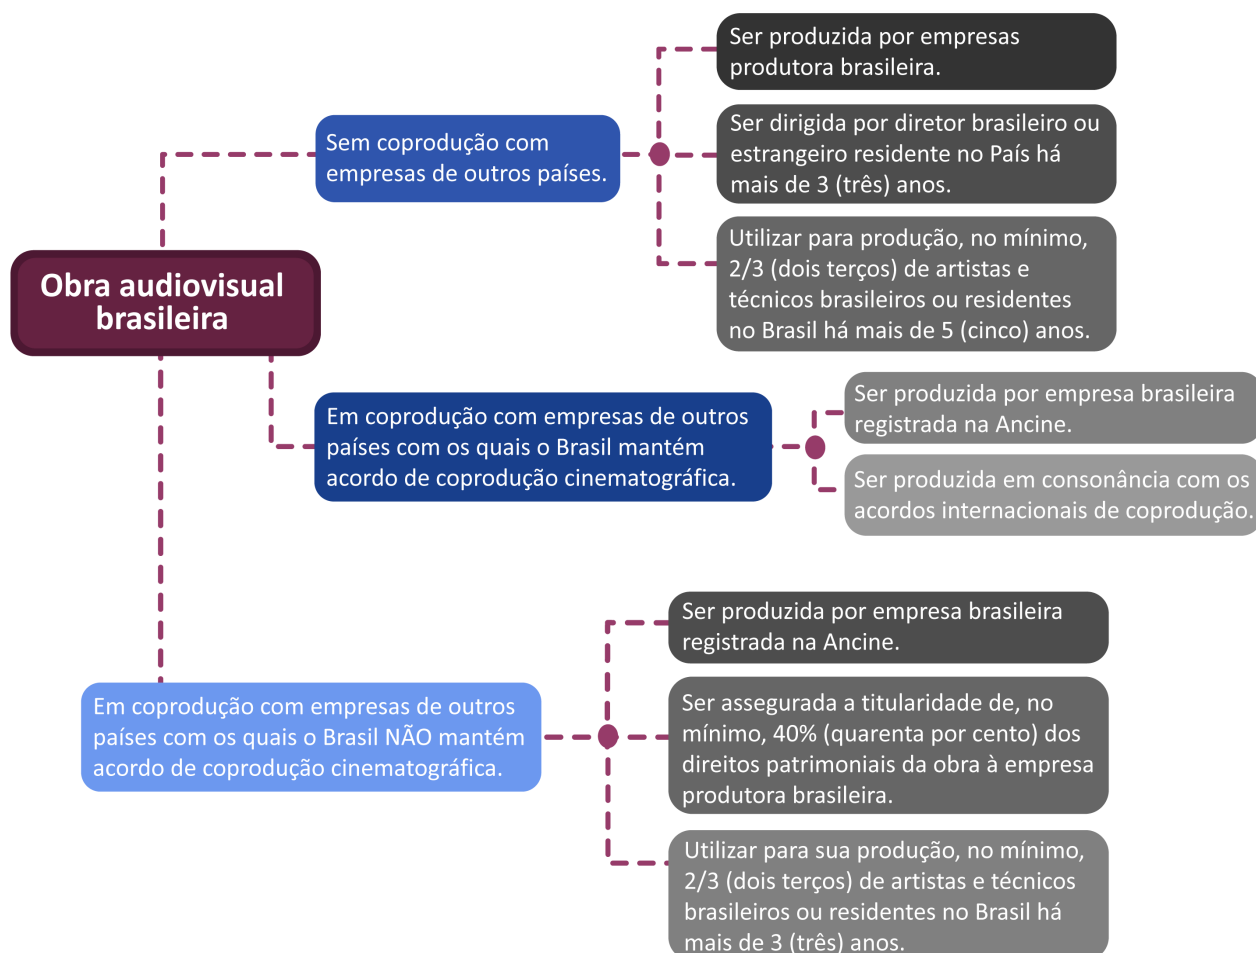 Obra audiovisual
brasileira
Sem coprodução com
empresas de outros países.
Ser produzida por empresas
produtora brasileira.
Ser dirigida por diretor brasileiro ou
estrangeiro residente no País há
mais de 3 (três) anos.
Utilizar para produção, no mínimo,
2/3 (dois terços) de artistas e
técnicos brasileiros ou residentes
no Brasil há mais de 5 (cinco) anos.
Em coprodução com empresas de outros
países com os quais o Brasil mantém
acordo de coprodução cinematográfica.
Ser produzida por empresa brasileira
registrada na Ancine.
Ser produzida em consonância com os
acordos internacionais de coprodução.
Em coprodução com empresas de outros
países com os quais o Brasil NÃO mantém
acordo de coprodução cinematográfica.
Ser produzida por empresa brasileira
registrada na Ancine.
Ser assegurada a titularidade de, no
mínimo, 40% (quarenta por cento) dos
direitos patrimoniais da obra à empresa
produtora brasileira.
Utilizar para sua produção, no mínimo,
2/3 (dois terços) de artistas e técnicos
brasileiros ou residentes no Brasil há
mais de 3 (três) anos.